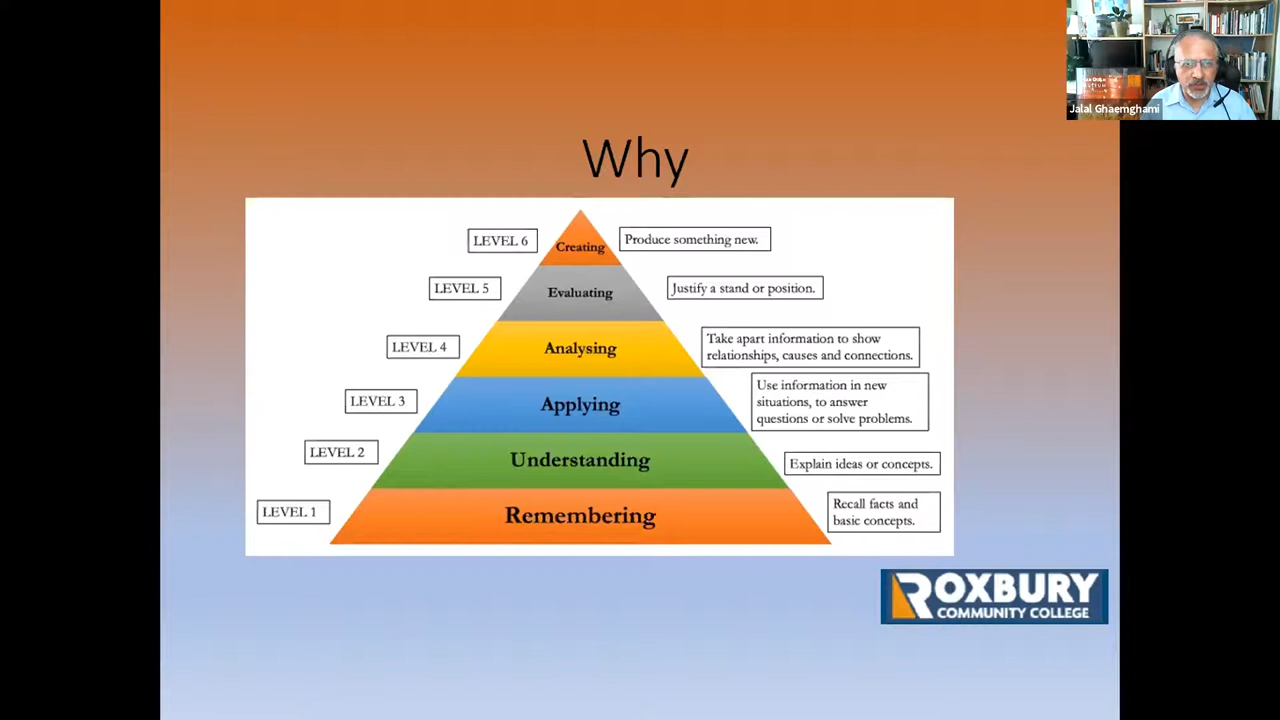 Jalal Ghaemghami
Why
LEVEL 6
Creating
Produce something new.
LEVEL 5
Evaluating
Justify a stand or position.
LEVEL 4
Analysing
Take apart information to show
relationships, causes and connections.
LEVEL 3
Applying
Use information in new
situations, to answer
questions or solve problems.
LEVEL 2
Understanding
Explain ideas or concepts.
LEVEL 1
Remembering
Recall facts and
basic concepts.
ROXBURY
COMMUNITY COLLEGE